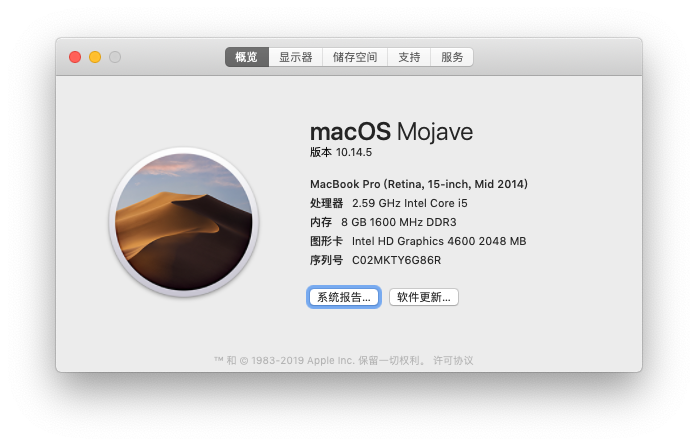 概览 显示器 储存空间 支持 服务
macOS Mojave
版本 10.14.5
MacBook Pro (Retina, 15-inch, Mid 2014)
处理器 2.59 GHz Intel Core i5
内存 8 GB 1600 MHz DDR3
图形卡 Intel HD Graphics 4600 2048 MB
序列号 C02MKTY6G86R
系统报告... 软件更新...
™ 和 © 1983-2019 Apple Inc. 保留一切权利。 许可协议